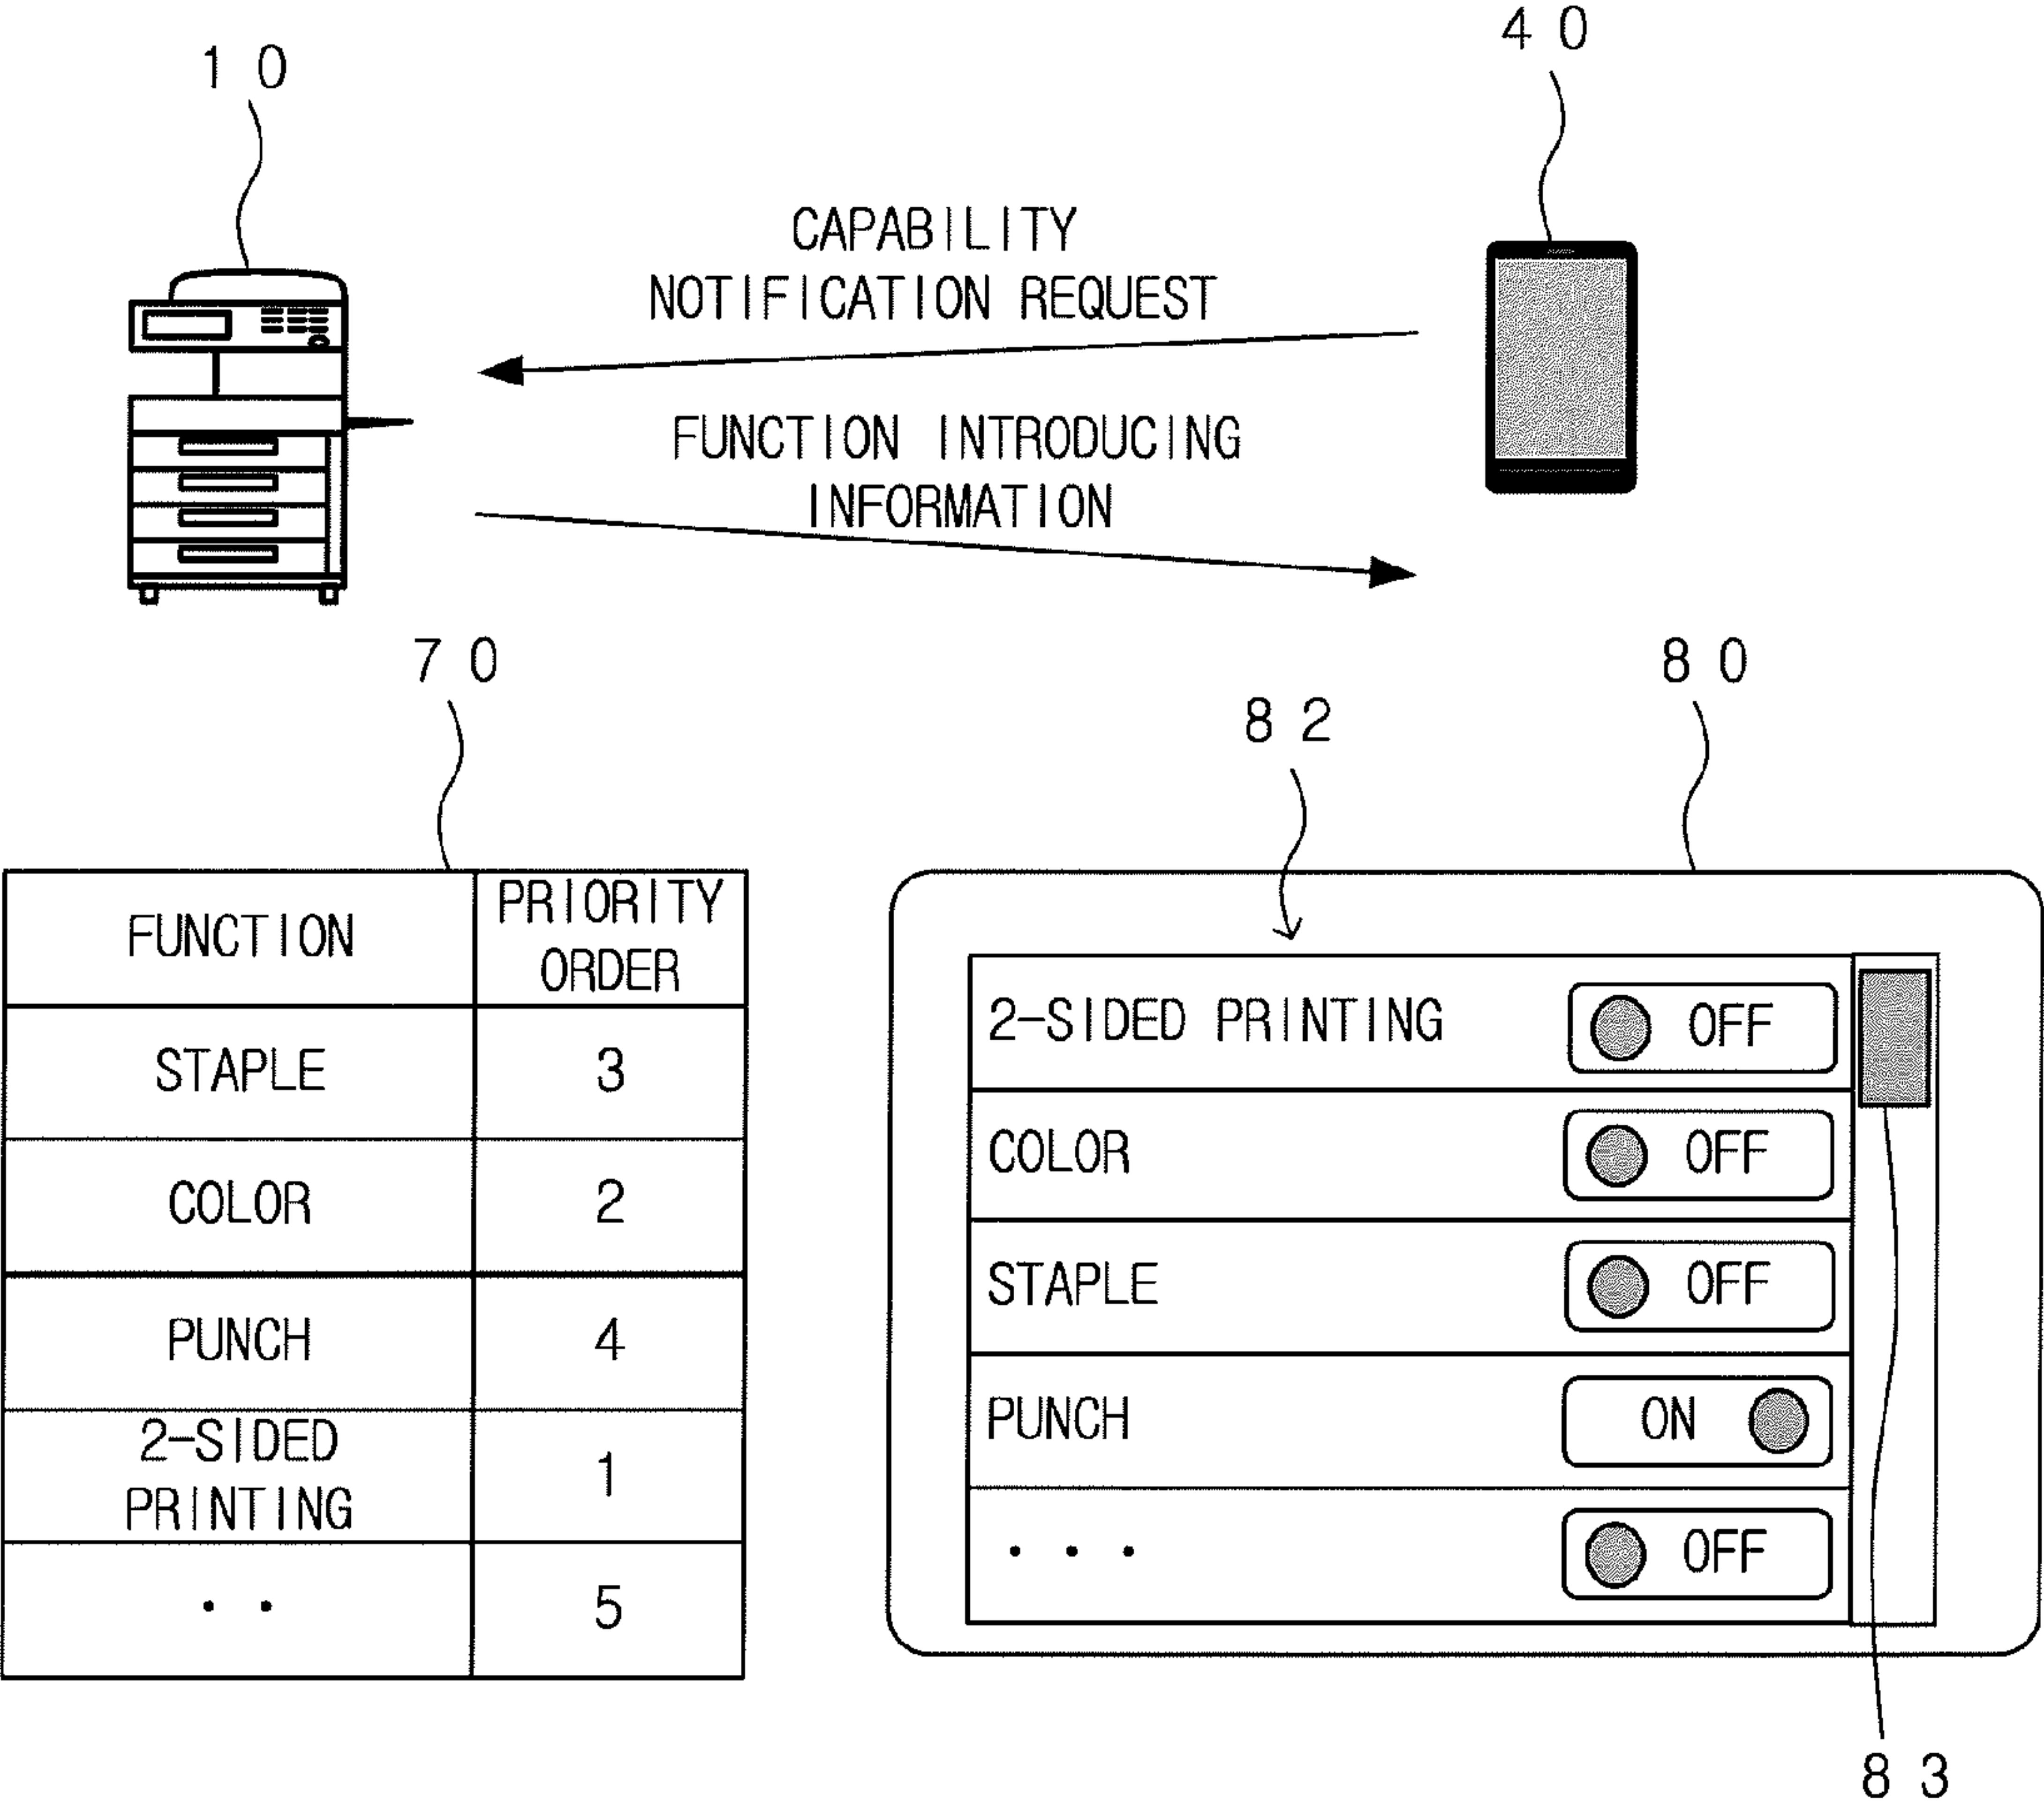 10
40
CAPABILITY
NOTIFICATION REQUEST
FUNCTION INTRODUCING
INFORMATION
70
80
82
FUNCTION
PRIORITY
ORDER
STAPLE 3
COLOR 2
PUNCH 4
2-SIDED
PRINTING
1
・・ 5
2-SIDED PRINTING OFF
COLOR OFF
STAPLE OFF
PUNCH ON
・・・ OFF
83